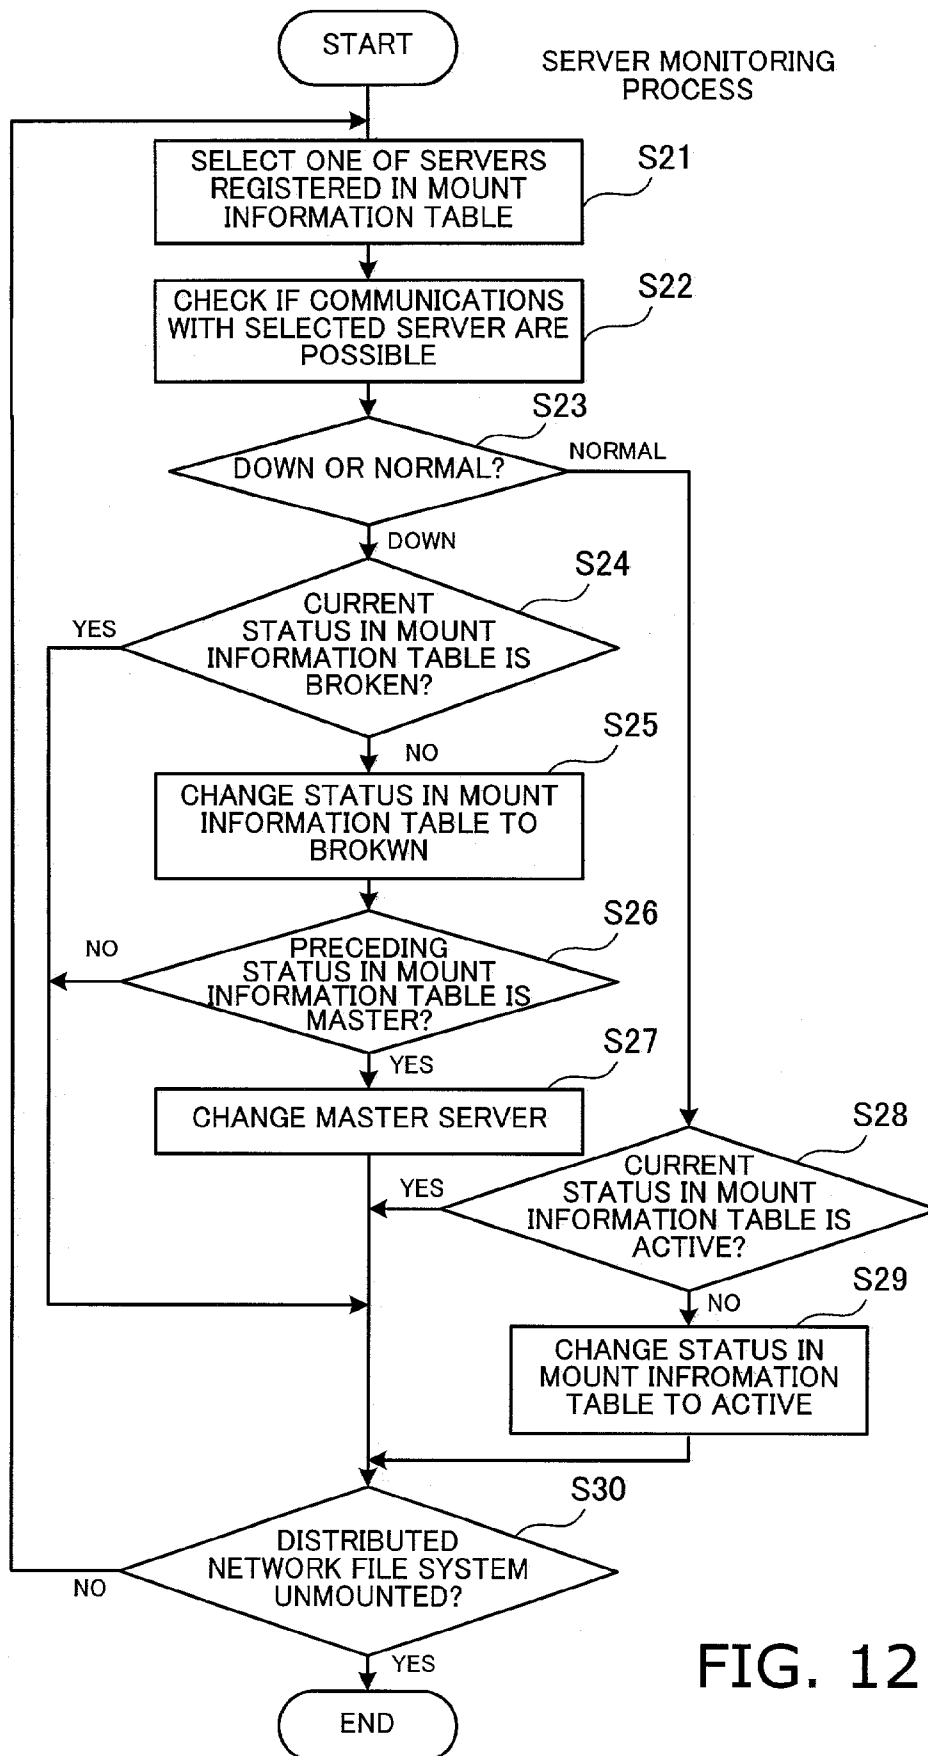 START
SERVER MONITORING
PROCESS
SELECT ONE OF SERVERS
REGISTERED IN MOUNT
INFORMATION TABLE
S21
CHECK IF COMMUNICATIONS
WITH SELECTED SERVER ARE
POSSIBLE
S22
S23
DOWN OR NORMAL?
NORMAL
DOWN
S24
CURRENT
STATUS IN MOUNT
INFORMATION TABLE IS
BROKEN?
YES
NO
S25
CHANGE STATUS IN MOUNT
INFORMATION TABLE TO
BROKWN
S26
PRECEDING
STATUS IN MOUNT
INFORMATION TABLE IS
MASTER?
NO
YES
S27
CHANGE MASTER SERVER
S28
CURRENT
STATUS IN MOUNT
INFORMATION TABLE IS
ACTIVE?
YES
NO
S29
CHANGE STATUS IN
MOUNT INFROMATION
TABLE TO ACTIVE
S30
DISTRIBUTED
NETWORK FILE SYSTEM
UNMOUNTED?
NO
YES
END
FIG. 12